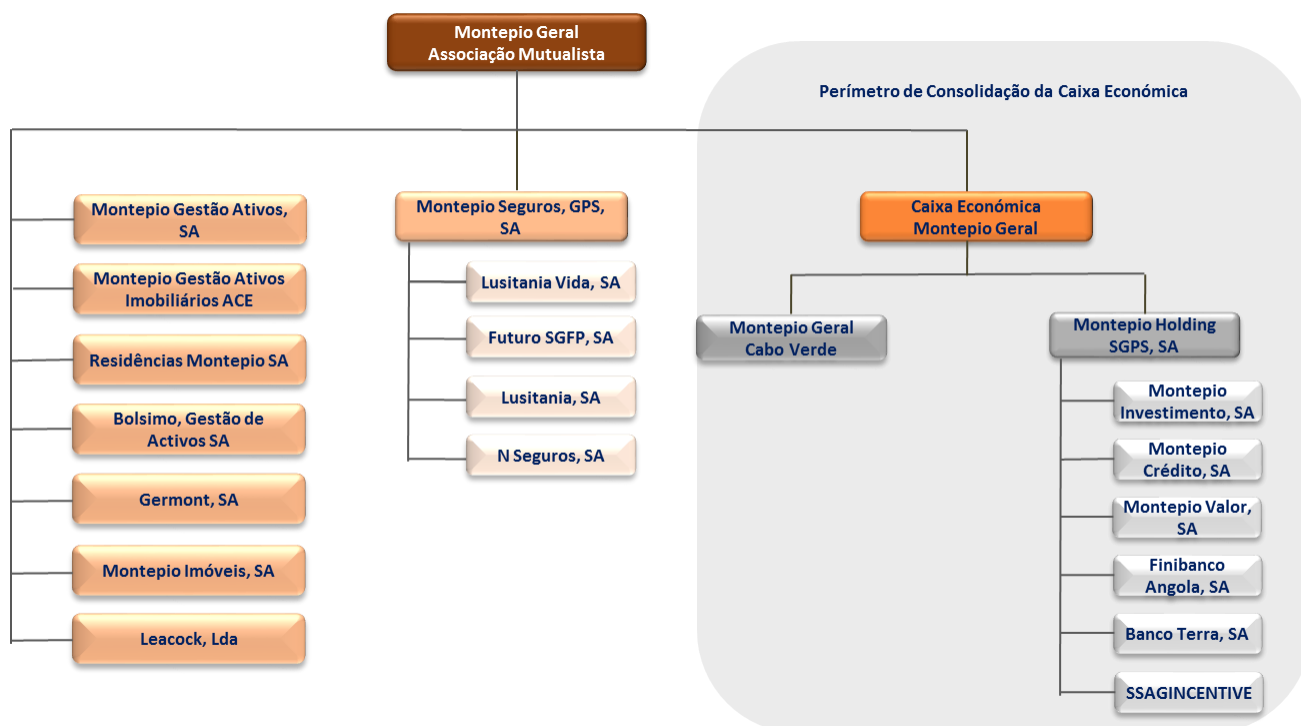 Montepio Geral
Associação Mutualista
Perímetro de Consolidação da Caixa Económica
Montepio Gestão Ativos,
SA
Montepio Gestão Ativos
Imobiliários ACE
Residências Montepio SA
Bolsimo, Gestão de
Activos SA
Germont, SA
Montepio Imóveis, SA
Leacock, Lda
Montepio Seguros, GPS,
SA
Lusitania Vida, SA
Futuro SGFP, SA
Lusitania, SA
N Seguros, SA
Caixa Económica
Montepio Geral
Montepio Geral
Cabo Verde
Montepio Holding
SGPS, SA
Montepio
Investimento, SA
Montepio
Crédito, SA
Montepio Valor,
SA
Finibanco
Angola, SA
Banco Terra, SA
SSAGINCENTIVE